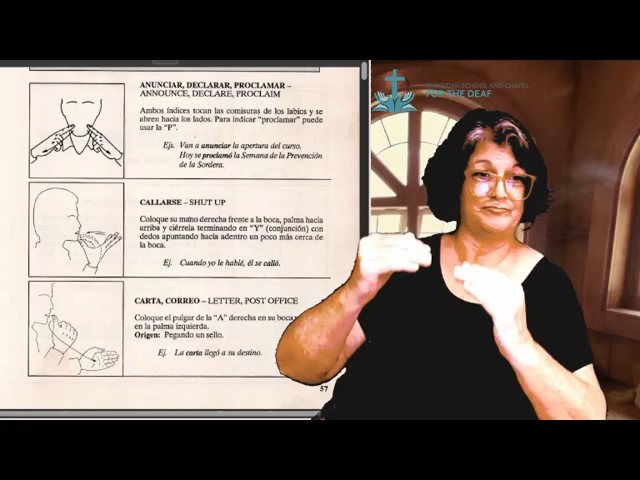 ANUNCIAR, DECLARAR, PROCLAMAR –
ANNOUNCE, DECLARE, PROCLAIM
Ambos índices tocan las comisuras de los labios y se
abren hacia los lados. Para indicar "proclamar" puede
usar la "P".
Ejs. Van a anunciar la apertura del curso.
Hoy se proclamó la Semana de la Prevención
de la Sordera.
CALLARSE – SHUT UP
Coloque su mano derecha frente a la boca, palma hacia
arriba y ciérrela terminando en "Y" (conjunción) con
dedos apuntando hacia adentro un poco más cerca de
la boca.
Ej. Cuando yo le hablé, él se calló.
CARTA, CORREO – LETTER, POST OFFICE
Coloque el pulgar de la "A" derecha en su boca
en la palma izquierda.
Origen: Pegando un sello.
Ej. La carta llegó a su destino.
57
CHRISTIAN SCHOOL AND CHAPEL
FOR THE DEAF